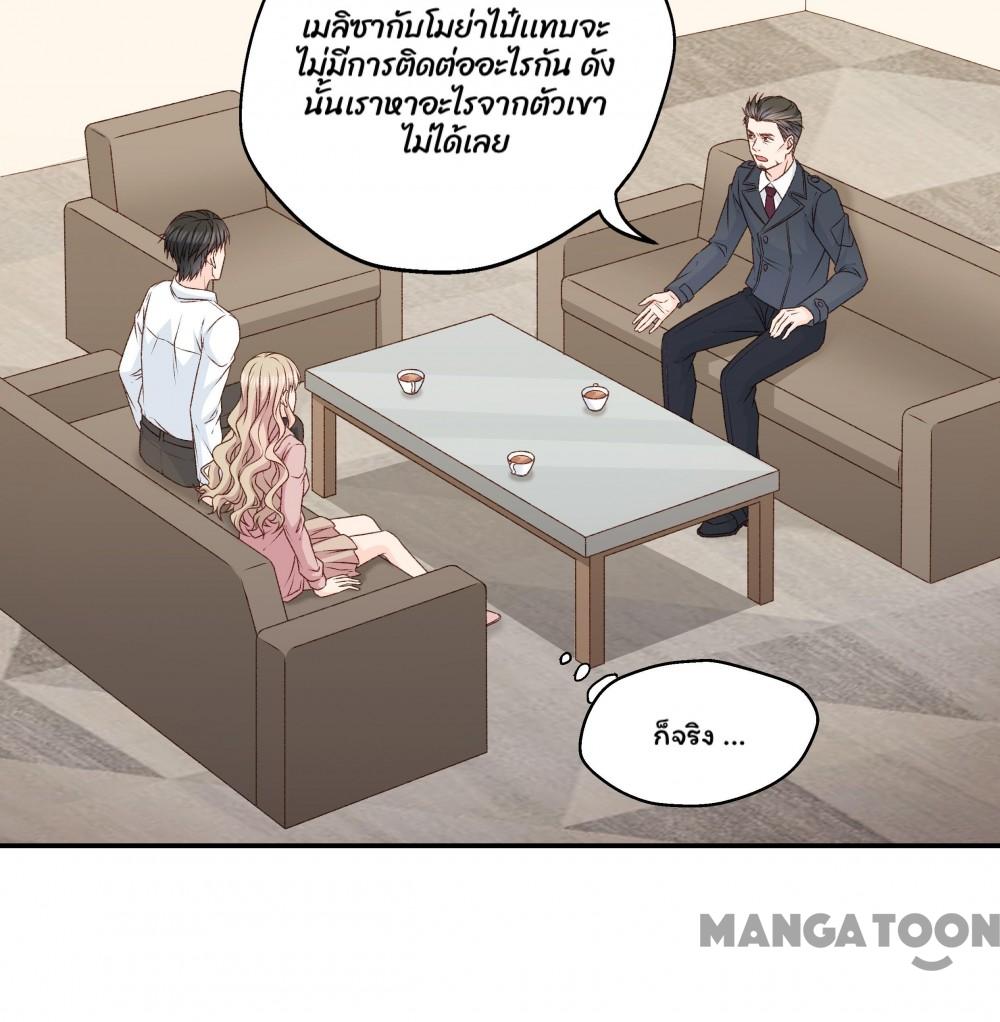 เมลิซากับโมย่าไป๋แทบจะ
ไม่มีการติดต่ออะไรกัน ดัง
นั้นเราหาอะไรจากตัวเขา
ไม่ได้เลย
ก็จริง ...
MANGATOON